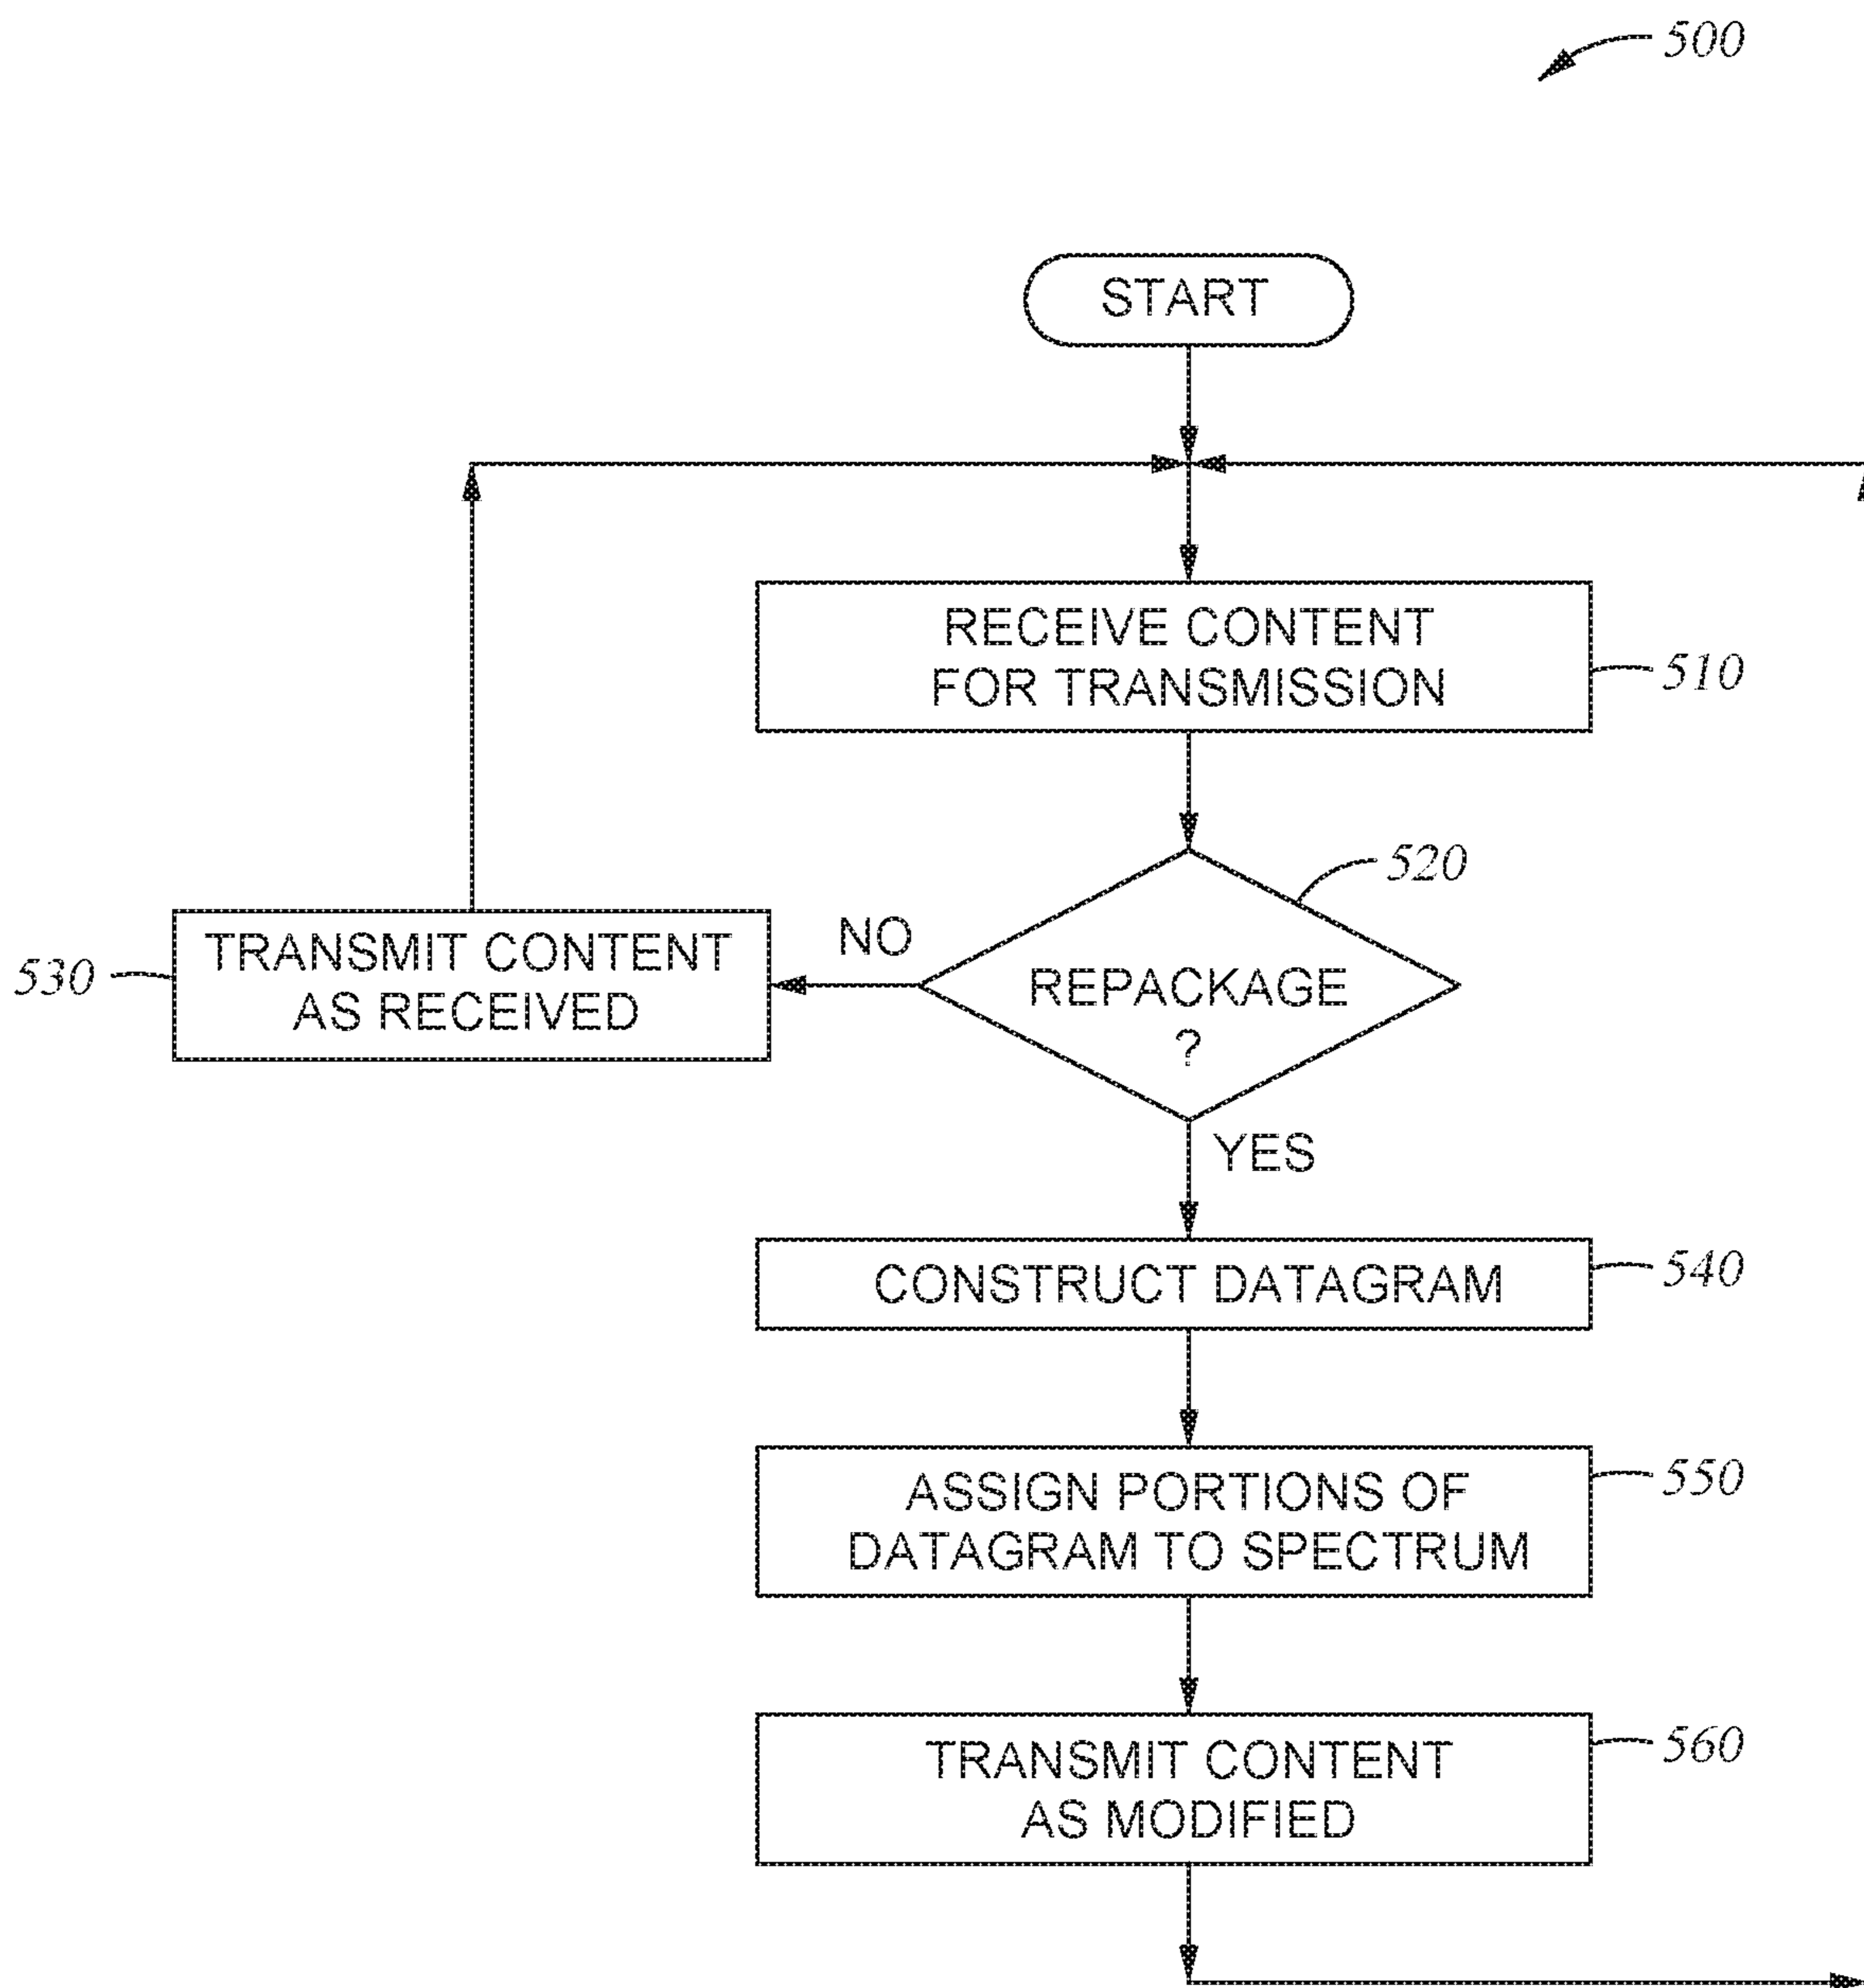 500
START
RECEIVE CONTENT
FOR TRANSMISSION
510
520
NO
REPACKAGE
?
530
TRANSMIT CONTENT
AS RECEIVED
YES
CONSTRUCT DATAGRAM
540
ASSIGN PORTIONS OF
DATAGRAM TO SPECTRUM
550
TRANSMIT CONTENT
AS MODIFIED
560